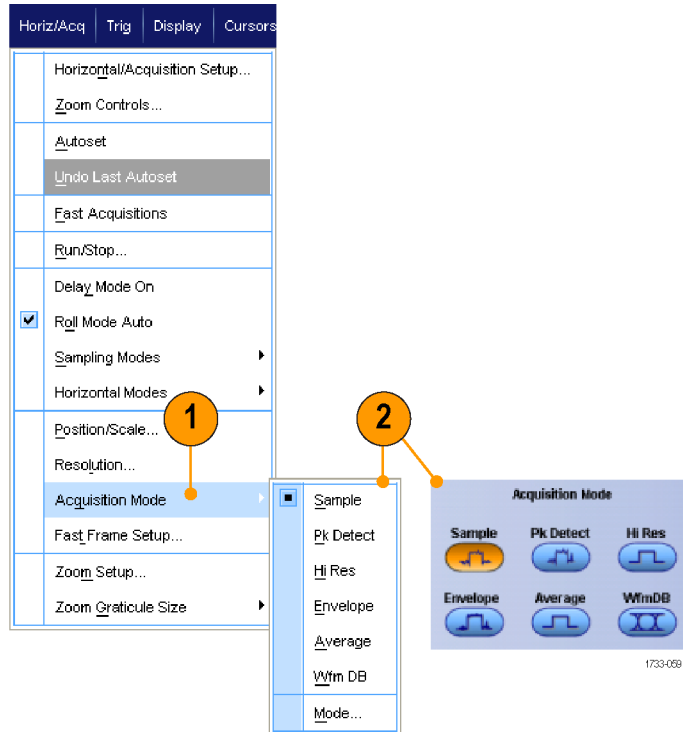 Horiz/Acq Trig Display Cursors
Horizontal/Acquisition Setup...
Zoom Controls...
Autoset
Undo Last Autoset
Fast Acquisitions
Run/Stop...
Delay Mode On
Roll Mode Auto
Sampling Modes
Horizontal Modes
1
2
Position/Scale...
Resolution...
Acquisition Mode
Fast Frame Setup...
Zoom Setup...
Zoom Graticule Size
Sample
Pk Detect
Hi Res
Envelope
Average
Wfm DB
Mode...
Acquisition Mode
Sample Pk Detect Hi Res
Envelope Average WfmDB
1733-059